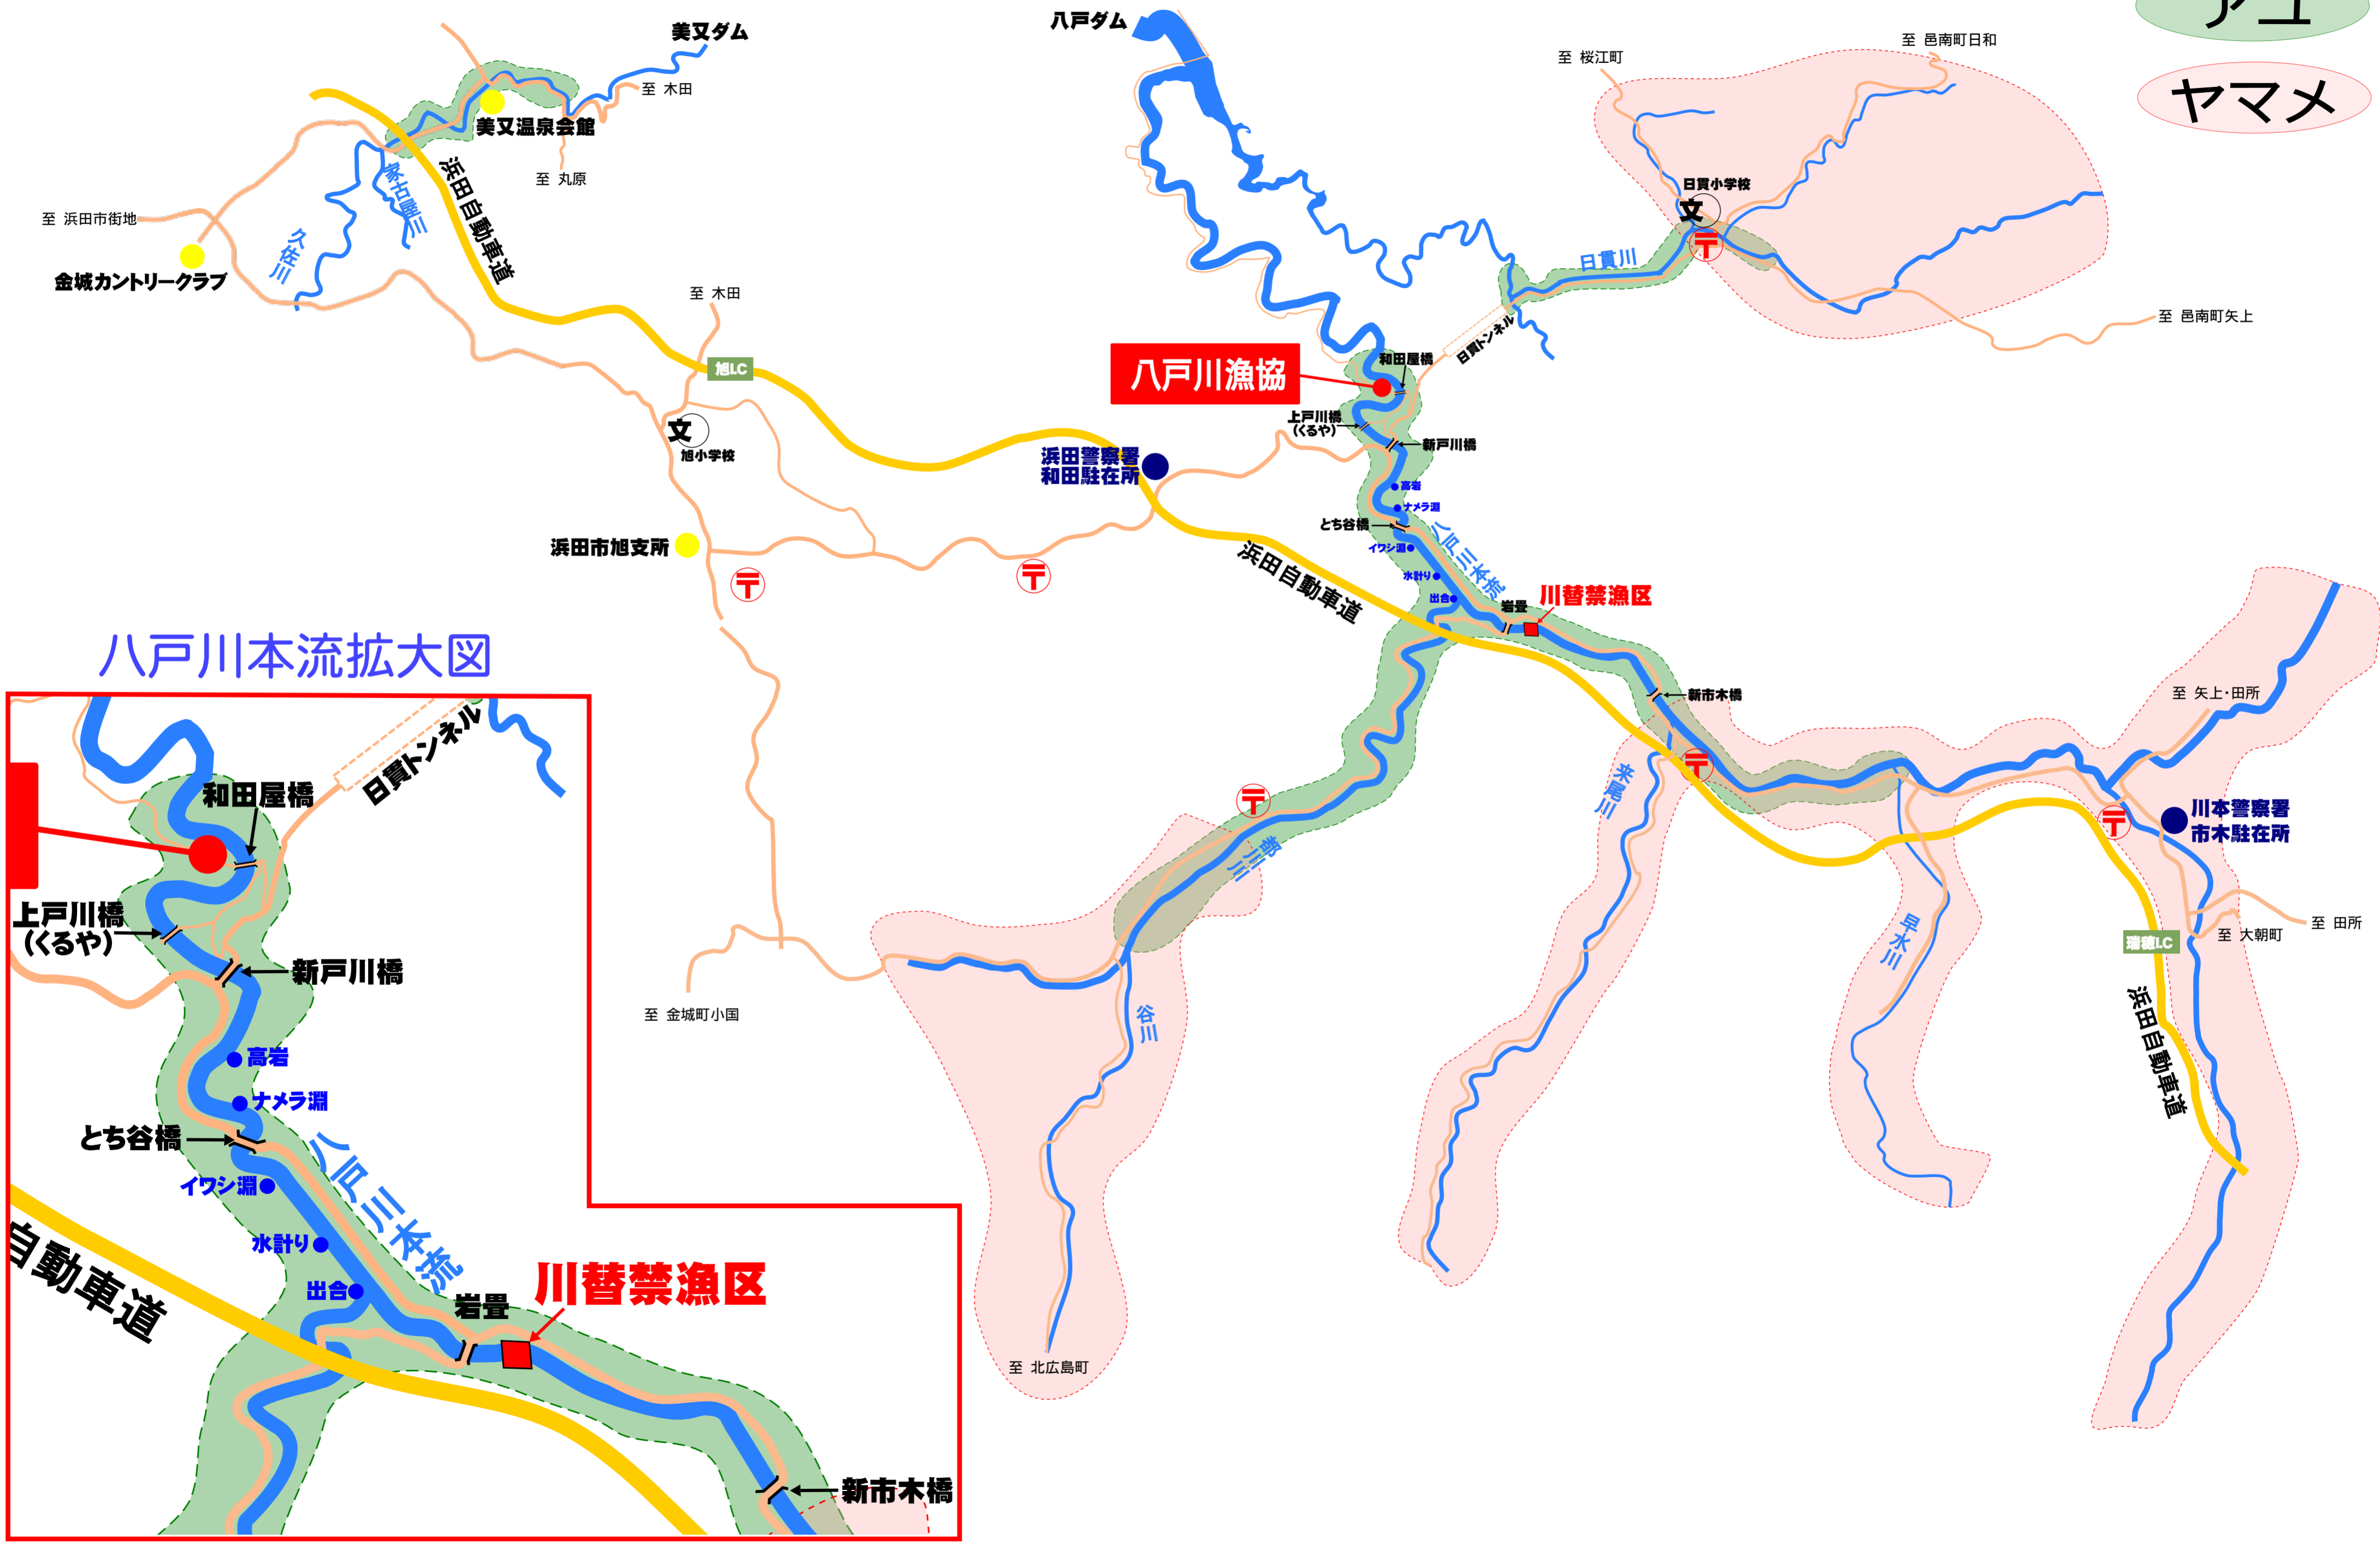 アユ
ヤマメ
美又ダム
八戸ダム
至 桜江町
至 邑南町日和
至 木田
美又温泉会館
至 丸原
家古屋川
浜田自動車道
至 浜田市街地
久佐川
金城カントリークラブ
日貫小学校
文
〒
日貫川
至 邑南町矢上
日貫トンネル
至 木田
旭I.C
文
旭小学校
八戸川漁協
和田屋橋
上戸川橋
(くるや)
新戸川橋
浜田警察署
和田駐在所
高岩
ナメラ淵
とち谷橋
八戸川本流
イワシ淵
水計り
出合
岩畳
川替禁漁区
浜田自動車道
浜田市旭支所
〒
〒
新市木橋
〒
至 矢上・田所
来尾川
〒
川本警察署
市木駐在所
〒
早水川
瑞穂I.C
至 大朝町
至 田所
浜田自動車道
至 金城町小国
谷川
至 北広島町
八戸川本流拡大図
日貫トンネル
和田屋橋
上戸川橋
(くるや)
新戸川橋
高岩
ナメラ淵
とち谷橋
八戸川本流
イワシ淵
水計り
出合
岩畳
川替禁漁区
自動車道
新市木橋